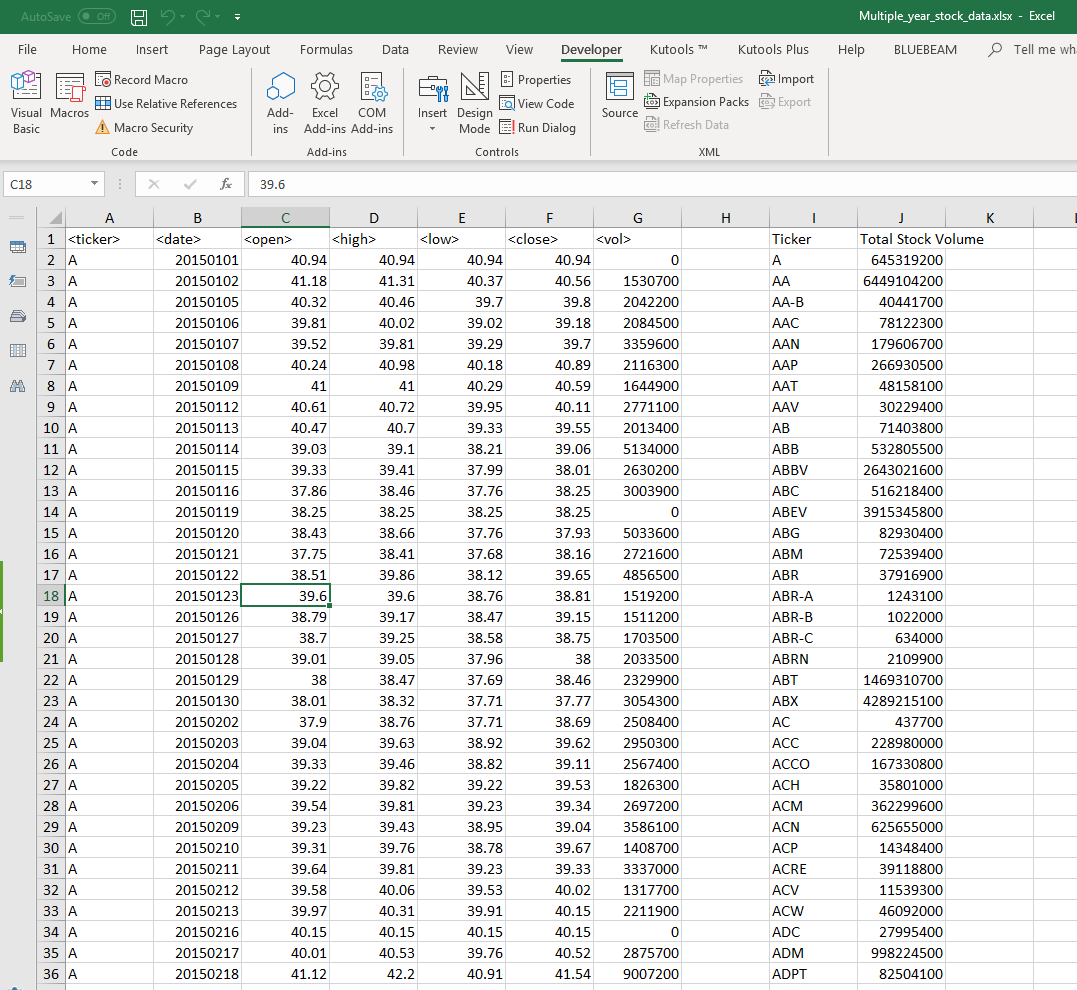 AutoSave Off Multiple_year_stock_data.xlsx - Excel
File Home Insert Page Layout Formulas Data Review View Developer Kutools ™ Kutools Plus Help BLUEBEAM Tell me wh
Visual Basic Macros Record Macro
Use Relative References
Macro Security
Code
Add-ins Excel Add-ins COM Add-ins
Add-ins
Insert Design Mode Properties
View Code
Run Dialog
Controls
Source Map Properties Import
Expansion Packs Export
Refresh Data
XML
C18 fx 39.6
A B C D E F G H I J K
1 <ticker> <date> <open> <high> <low> <close> <vol> Ticker Total Stock Volume
2 A 20150101 40.94 40.94 40.94 40.94 0 A 645319200
3 A 20150102 41.18 41.31 40.37 40.56 1530700 AA 6449104200
4 A 20150105 40.32 40.46 39.7 39.8 2042200 AA-B 40441700
5 A 20150106 39.81 40.02 39.02 39.18 2084500 AAC 78122300
6 A 20150107 39.52 39.81 39.29 39.7 3359600 AAN 179606700
7 A 20150108 40.24 40.98 40.18 40.89 2116300 AAP 266930500
8 A 20150109 41 41 40.29 40.59 1644900 AAT 48158100
9 A 20150112 40.61 40.72 39.95 40.11 2771100 AAV 30229400
10 A 20150113 40.47 40.7 39.33 39.55 2013400 AB 71403800
11 A 20150114 39.03 39.1 38.21 39.06 5134000 ABB 532805500
12 A 20150115 39.33 39.41 37.99 38.01 2630200 ABBV 2643021600
13 A 20150116 37.86 38.46 37.76 38.25 3003900 ABC 516218400
14 A 20150119 38.25 38.25 38.25 38.25 0 ABEV 3915345800
15 A 20150120 38.43 38.66 37.76 37.93 5033600 ABG 82930400
16 A 20150121 37.75 38.41 37.68 38.16 2721600 ABM 72539400
17 A 20150122 38.51 39.86 38.12 39.65 4856500 ABR 37916900
18 A 20150123 39.6 39.6 38.76 38.81 1519200 ABR-A 1243100
19 A 20150126 38.79 39.17 38.47 39.15 1511200 ABR-B 1022000
20 A 20150127 38.7 39.25 38.58 38.75 1703500 ABR-C 634000
21 A 20150128 39.01 39.05 37.96 38 2033500 ABRN 2109900
22 A 20150129 38 38.47 37.69 38.46 2329900 ABT 1469310700
23 A 20150130 38.01 38.32 37.71 37.77 3054300 ABX 4289215100
24 A 20150202 37.9 38.76 37.71 38.69 2508400 AC 437700
25 A 20150203 39.04 39.63 38.92 39.62 2950300 ACC 228980000
26 A 20150204 39.33 39.46 38.82 39.11 2567400 ACCO 167330800
27 A 20150205 39.22 39.82 39.22 39.53 1826300 ACH 35801000
28 A 20150206 39.54 39.81 39.23 39.34 2697200 ACM 362299600
29 A 20150209 39.23 39.43 38.95 39.04 3586100 ACN 625655000
30 A 20150210 39.31 39.76 38.78 39.67 1408700 ACP 14348400
31 A 20150211 39.64 39.81 39.23 39.33 3337000 ACRE 39118800
32 A 20150212 39.58 40.06 39.53 40.02 1317700 ACV 11539300
33 A 20150213 39.97 40.31 39.91 40.15 2211900 ACW 46092000
34 A 20150216 40.15 40.15 40.15 40.15 0 ADC 27995400
35 A 20150217 40.01 40.53 39.76 40.52 2875700 ADM 998224500
36 A 20150218 41.12 42.2 40.91 41.54 9007200 ADPT 82504100